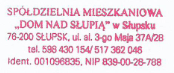 SPÓŁDZIELNIA MIESZKANIOWA
„DOM NAD SŁUPIĄ" w Słupsku
76-200 SŁUPSK, ul. al. 3-go Maja 37A/28
tel. 598 430 154/ 517 362 046
Ident. 001096835, NIP 839-00-28-788